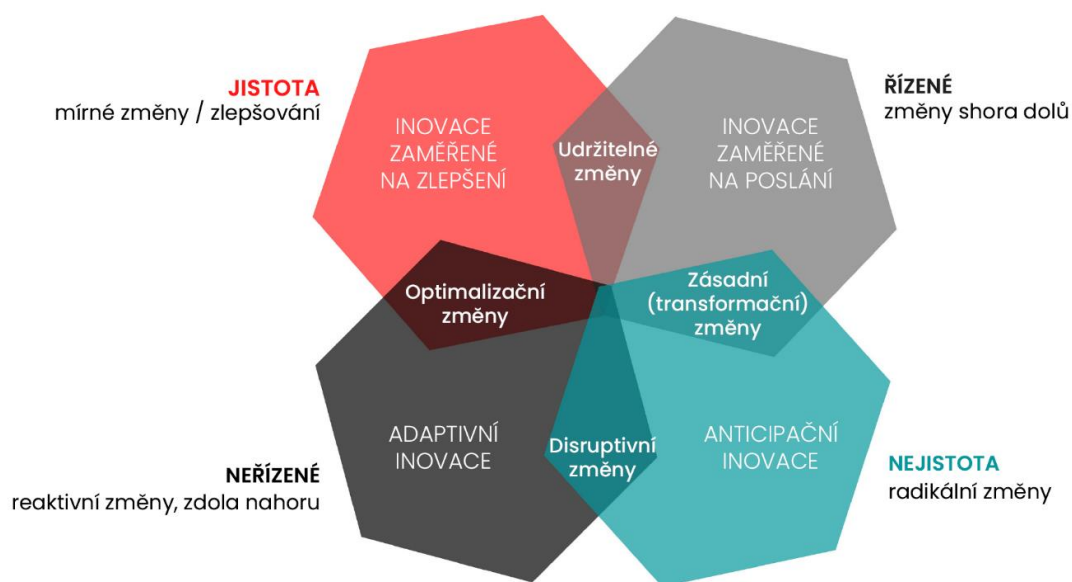 JISTOTA
mírné změny / zlepšování
INOVACE
ZAMĚŘENÉ
NA ZLEPŠENÍ
Udržitelné
změny
INOVACE
ZAMĚŘENÉ
NA POSLÁNÍ
ŘÍZENÉ
změny shora dolů
Optimalizační
změny
Zásadní
(transformační)
změny
NEŘÍZENÉ
reaktivní změny, zdola nahoru
ADAPTIVNÍ
INOVACE
Disruptivní
změny
ANTICIPAČNÍ
INOVACE
NEJISTOTA
radikální změny